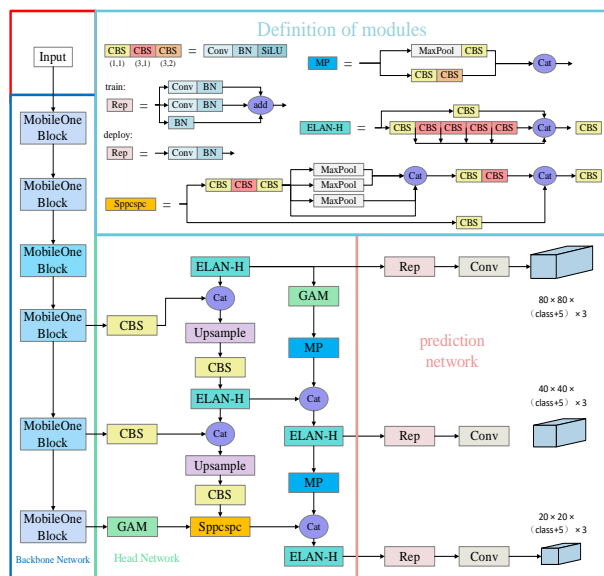 Definition of modules
Input
CBS CBS CBS = Conv BN SiLU
(1,1) (3,1) (3,2)
MP = MaxPool CBS
CBS CBS
Cat
train:
Rep = Conv BN
Conv BN add
BN
deploy:
Rep = Conv BN
ELAN-H = CBS
CBS CBS CBS CBS CBS Cat CBS
Sppcspc = CBS CBS CBS
MaxPool
MaxPool
MaxPool
Cat CBS CBS Cat CBS
CBS
MobileOne
Block
MobileOne
Block
MobileOne
Block
MobileOne
Block
MobileOne
Block
MobileOne
Block
Backbone Network
ELAN-H
Cat
CBS
Upsample
CBS
ELAN-H
Cat
CBS
Upsample
CBS
GAM
Sppcspc
Head Network
GAM
MP
Cat
ELAN-H
MP
Cat
ELAN-H
prediction
network
Rep Conv
80 × 80 ×
(class+5) × 3
Rep Conv
40 × 40 ×
(class+5) × 3
Rep Conv
20 × 20 ×
(class+5) × 3